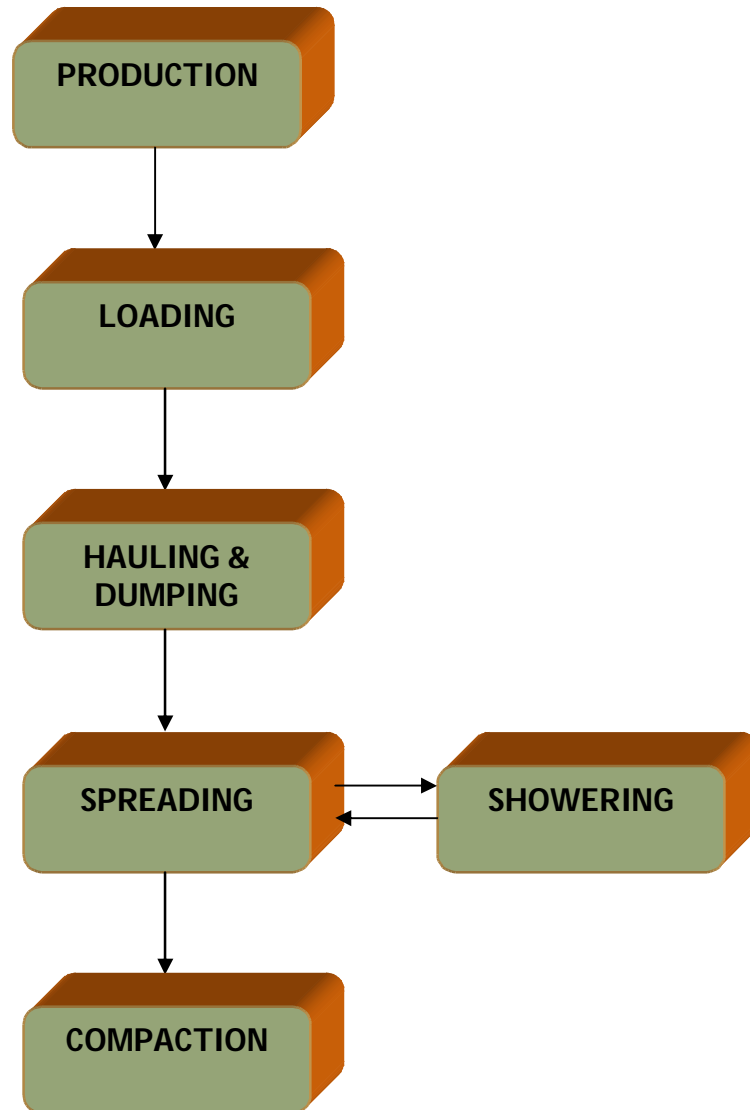 PRODUCTION
LOADING
HAULING &
DUMPING
SPREADING
SHOWERING
COMPACTION